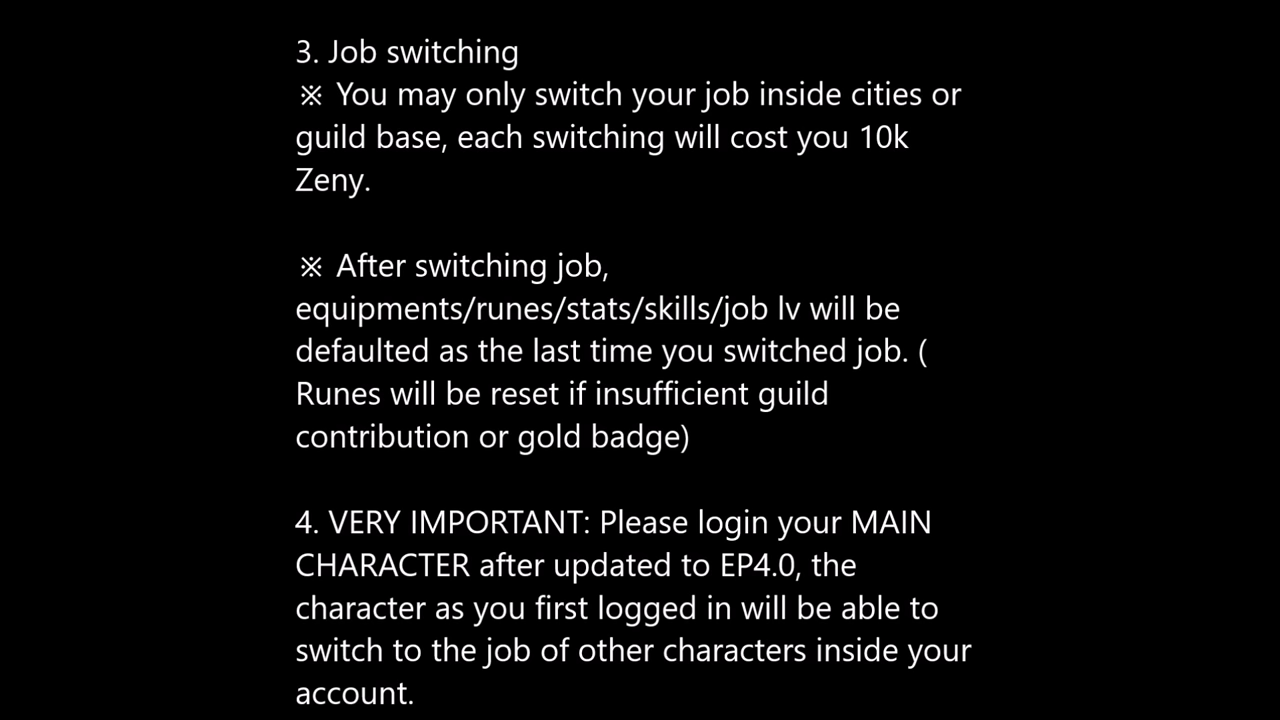 3. Job switching
※ You may only switch your job inside cities or
guild base, each switching will cost you 10k
Zeny.
※ After switching job,
equipments/runes/stats/skills/job lv will be
defaulted as the last time you switched job. (
Runes will be reset if insufficient guild
contribution or gold badge)
4. VERY IMPORTANT: Please login your MAIN
CHARACTER after updated to EP4.0, the
character as you first logged in will be able to
switch to the job of other characters inside your
account.